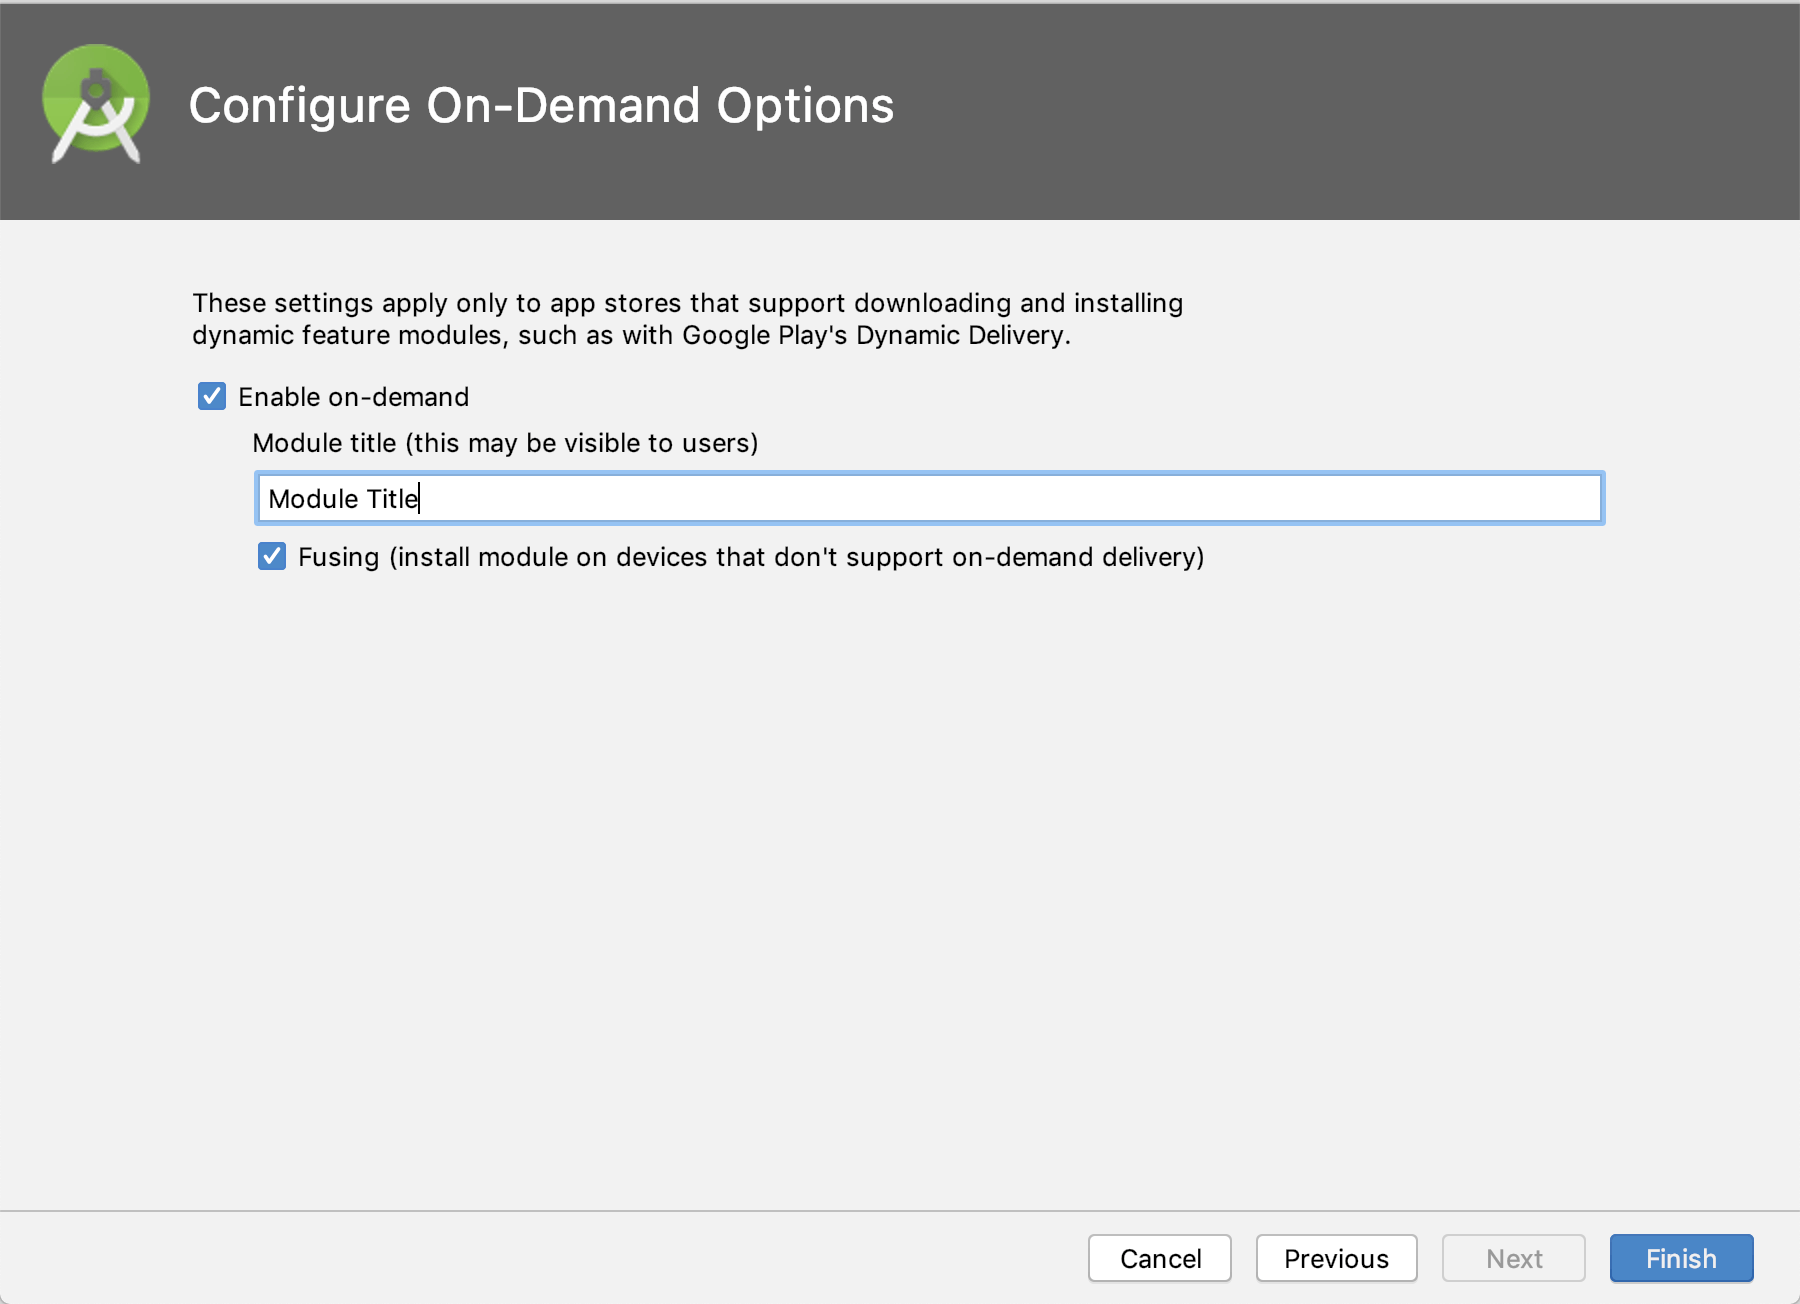 Configure On-Demand Options
These settings apply only to app stores that support downloading and installing
dynamic feature modules, such as with Google Play's Dynamic Delivery.
Enable on-demand
Module title (this may be visible to users)
Module Title
Fusing (install module on devices that don't support on-demand delivery)
Cancel Previous Next Finish